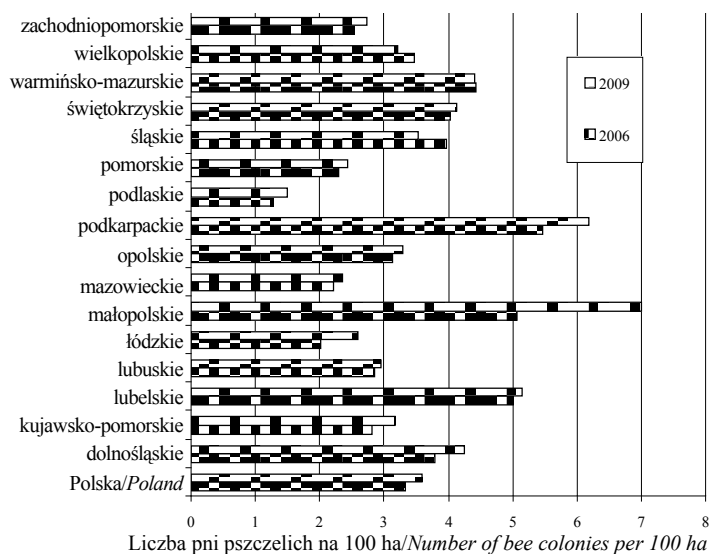 zachodniopomorskie
wielkopolskie
warmińsko-mazurskie
świętokrzyskie
śląskie
pomorskie
podlaskie
podkarpackie
opolskie
mazowieckie
małopolskie
łódzkie
lubuskie
lubelskie
kujawsko-pomorskie
dolnośląskie
Polska/Poland
2009
2006
0 1 2 3 4 5 6 7 8
Liczba pni pszczelich na 100 ha/Number of bee colonies per 100 ha